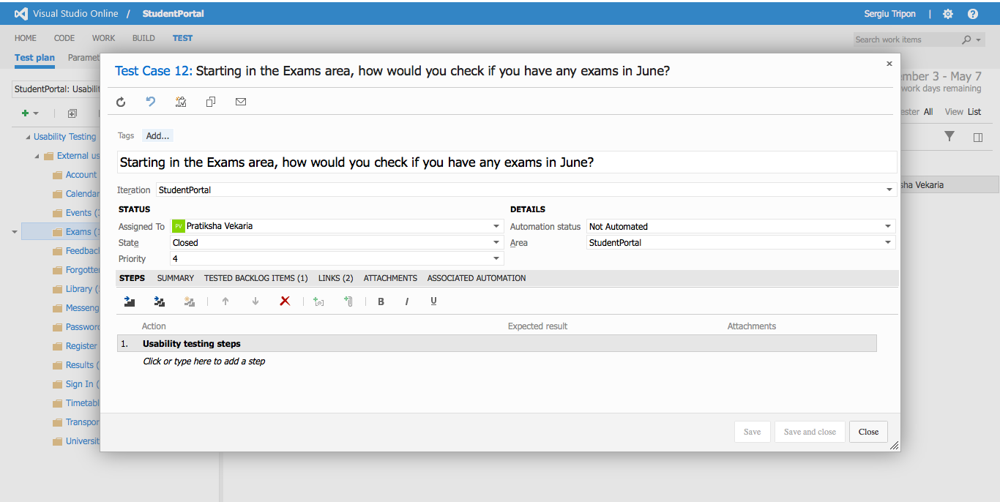 Visual Studio Online / StudentPortal
Sergiu Tripon |
HOME CODE WORK BUILD TEST
Search work items
Test plan Paramet
StudentPortal: Usabilit
mber 3 - May 7
work days remaining
ester All View List
Usability Testing
External us
Account
Calendar
Events (
Exams (1
Feedbac
Forgotte
Library (
Messeng
Password
Register
Results (
Sign In (
Timetabl
Transpor
Universit
sha Vekaria
Test Case 12: Starting in the Exams area, how would you check if you have any exams in June?
Tags Add...
Starting in the Exams area, how would you check if you have any exams in June?
Iteration StudentPortal
STATUS DETAILS
Assigned To PV Pratiksha Vekaria Automation status Not Automated
State Closed Area StudentPortal
Priority 4
STEPS SUMMARY TESTED BACKLOG ITEMS (1) LINKS (2) ATTACHMENTS ASSOCIATED AUTOMATION
B I U
Action Expected result Attachments
1. Usability testing steps
Click or type here to add a step
Save Save and close Close